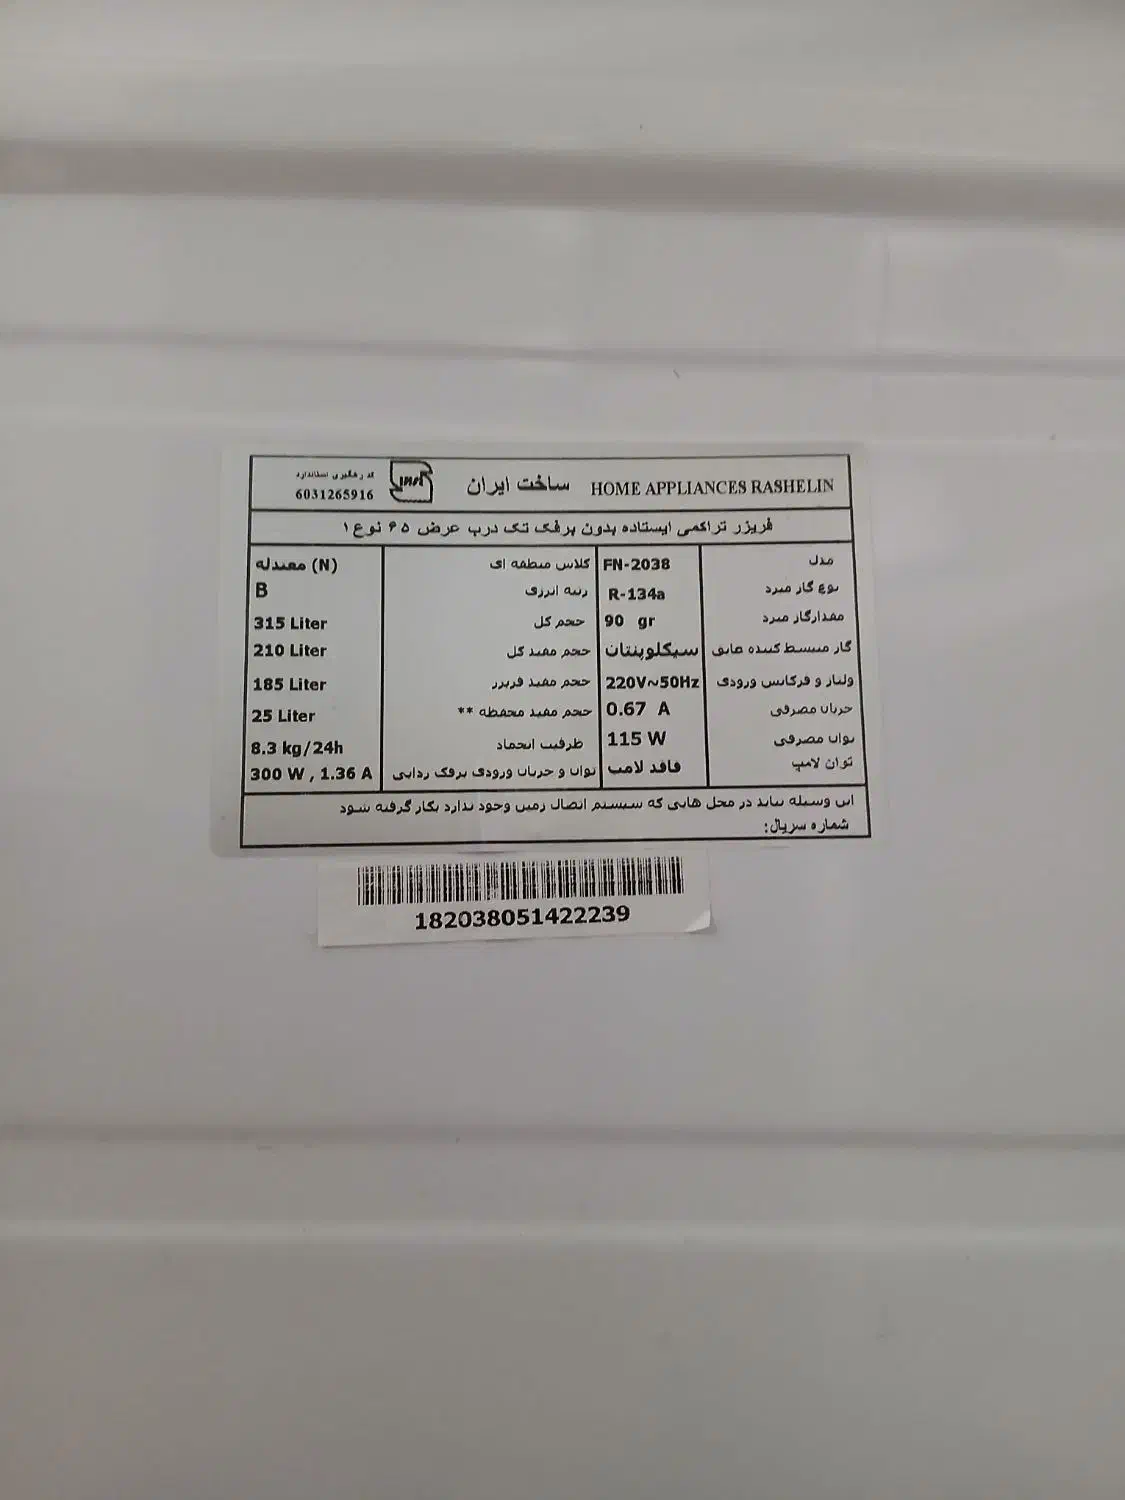 HOME APPLIANCES RASHELIN ساخت ایران کد رهگیری استاندارد
6031265916
فریزر تراکمی ایستاده بدون برفک تک درب عرض ۶۵ نوع ۱
مدل FN-2038 کلاس منطقه ای معتدله (N)
نوع گاز مبرد R-134a رتبه انرژی B
مقدارگاز مبرد 90 gr حجم کل 315 Liter
گاز منبسط کننده عایق سیکلوپنتان حجم مفید کل 210 Liter
ولتاژ و فرکانس ورودی 220V~50Hz حجم مفید فریزر 185 Liter
جریان مصرفی 0.67 A حجم مفید محفظه ** 25 Liter
توان مصرفی 115 W ظرفیت انجماد 8.3 kg/24h
توان لامپ فاقد لامپ توان و جریان ورودی برفک زدایی 300 W , 1.36 A
این وسیله نباید در محل هایی که سیستم اتصال زمین وجود ندارد بکار گرفته شود
شماره سریال:
182038051422239